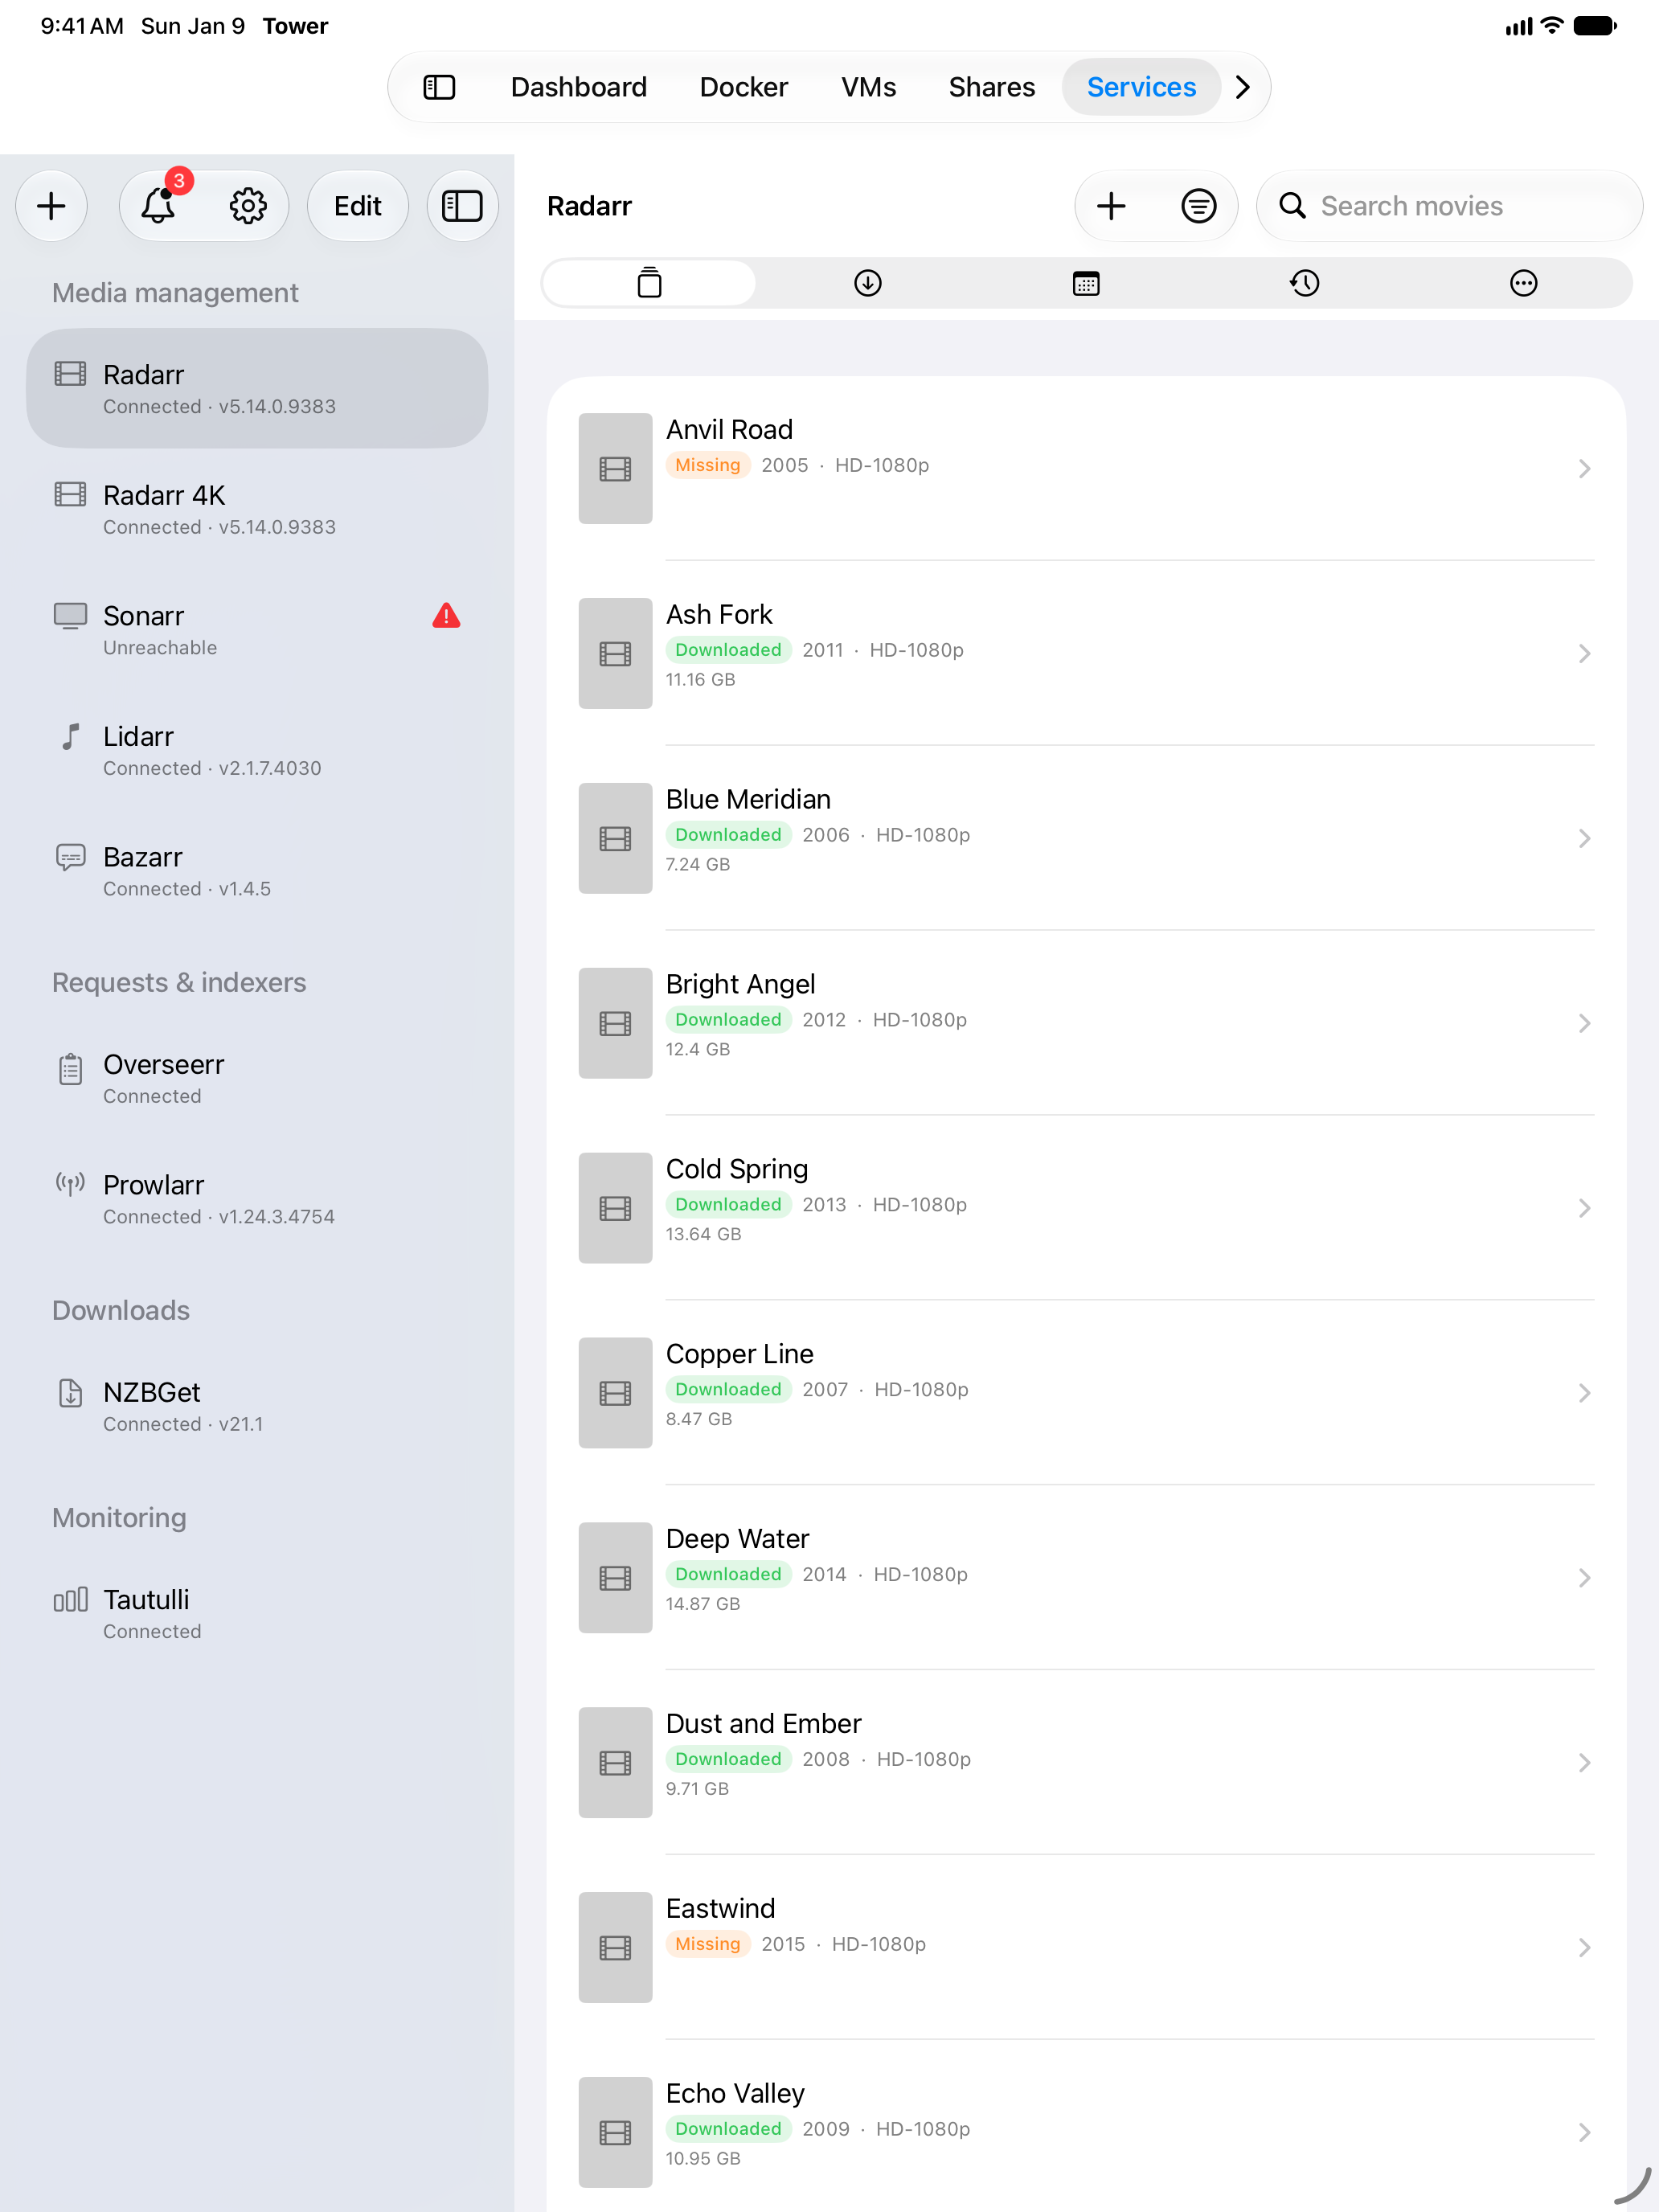 9:41 AM Sun Jan 9 Tower
Dashboard Docker VMs Shares Services
3
Edit
Media management
Radarr
Connected · v5.14.0.9383
Radarr 4K
Connected · v5.14.0.9383
Sonarr
Unreachable
Lidarr
Connected · v2.1.7.4030
Bazarr
Connected · v1.4.5
Requests & indexers
Overseerr
Connected
Prowlarr
Connected · v1.24.3.4754
Downloads
NZBGet
Connected · v21.1
Monitoring
Tautulli
Connected
Radarr
Search movies
Anvil Road
Missing 2005 · HD-1080p
Ash Fork
Downloaded 2011 · HD-1080p
11.16 GB
Blue Meridian
Downloaded 2006 · HD-1080p
7.24 GB
Bright Angel
Downloaded 2012 · HD-1080p
12.4 GB
Cold Spring
Downloaded 2013 · HD-1080p
13.64 GB
Copper Line
Downloaded 2007 · HD-1080p
8.47 GB
Deep Water
Downloaded 2014 · HD-1080p
14.87 GB
Dust and Ember
Downloaded 2008 · HD-1080p
9.71 GB
Eastwind
Missing 2015 · HD-1080p
Echo Valley
Downloaded 2009 · HD-1080p
10.95 GB